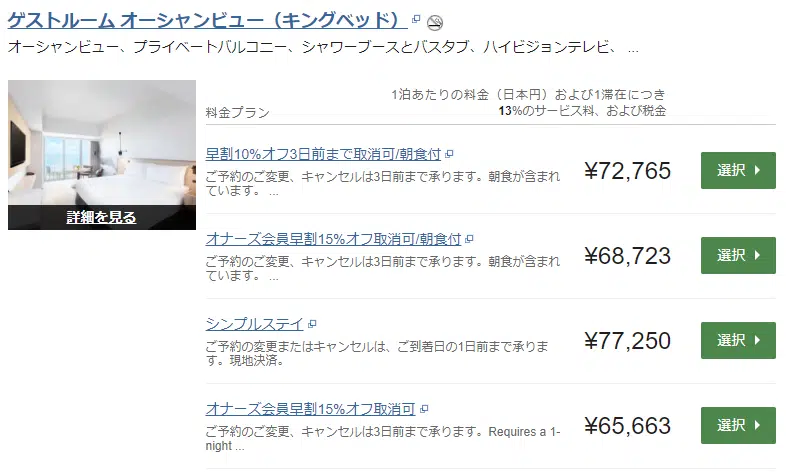 ゲストルーム オーシャンビュー（キングベッド）
オーシャンビュー、プライベートバルコニー、シャワーブースとバスタブ、ハイビジョンテレビ、 ...
1泊あたりの料金（日本円）および1滞在につき
料金プラン
13%のサービス料、および税金
早割10%オフ3日前まで取消可/朝食付
ご予約のご変更、キャンセルは3日前まで承ります。朝食が含まれ
ています。 ...
¥72,765
選択
オナーズ会員早割15%オフ取消可/朝食付
ご予約のご変更、キャンセルは3日前まで承ります。朝食が含まれ
ています。 ...
¥68,723
選択
詳細を見る
シンプルステイ
ご予約の変更またはキャンセルは、ご到着日の1日前まで承りま
す。現地決済。
¥77,250
選択
オナーズ会員早割15%オフ取消可
ご予約のご変更、キャンセルは3日前まで承ります。Requires a 1-
night ...
¥65,663
選択